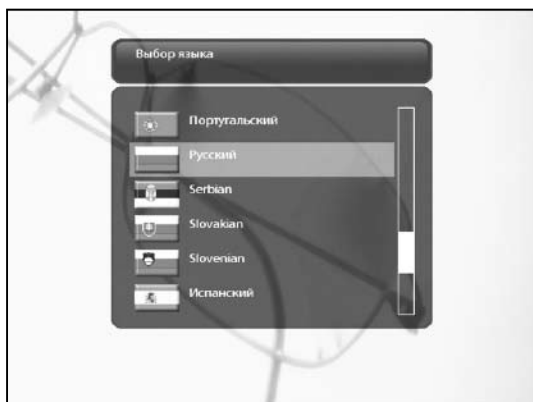 Выбор языка
Португальский
Русский
Serbian
Slovakian
Slovenian
Испанский